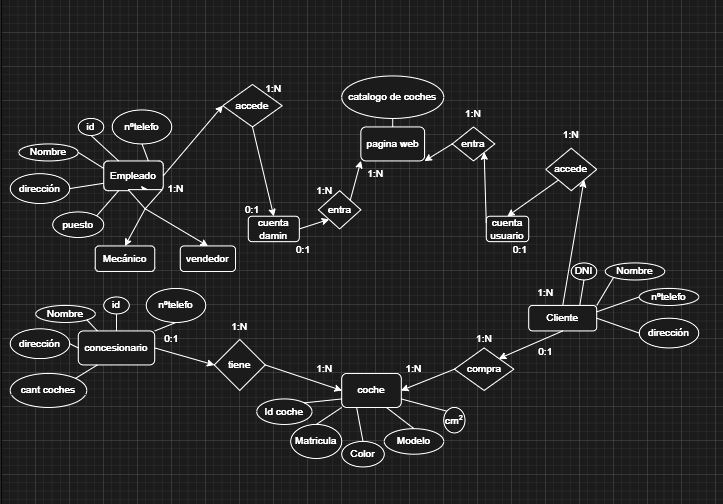 1:N
accede
catalogo de coches
id
nºtelefo
1:N
pagina web
entra
1:N
Nombre
Empleado
accede
dirección
1:N
1:N
1:N
puesto
0:1
entra
cuenta
damin
0:1
cuenta
usuario
0:1
Mecánico
vendedor
DNI
Nombre
1:N
nºtelefo
id
nºtelefo
Nombre
Cliente
dirección
1:N
0:1
1:N
dirección
concesionario
0:1
tiene
1:N
coche
1:N
compra
cant coches
Id coche
cm²
Matricula
Color
Modelo